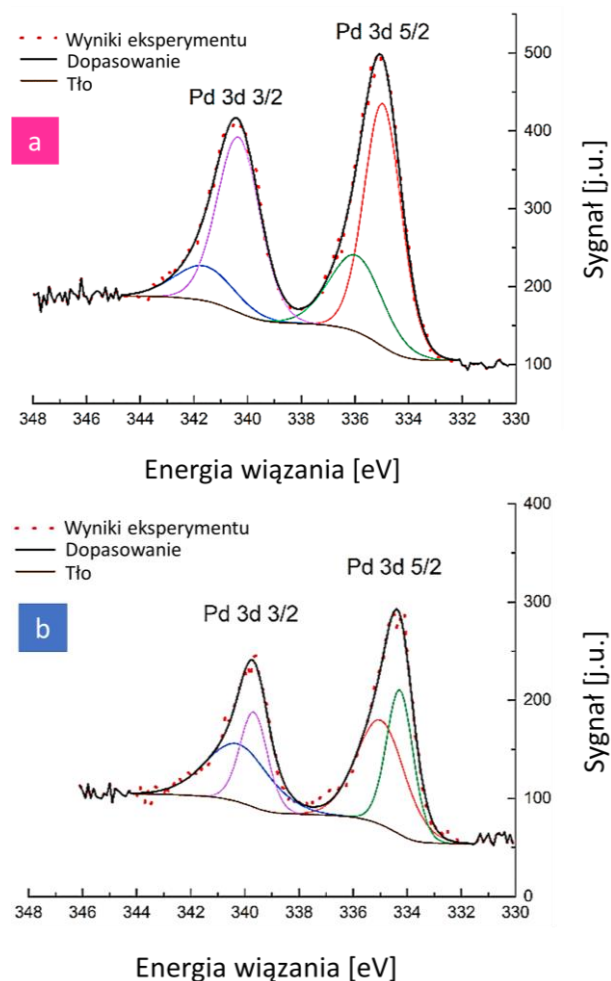 Wyniki eksperymentu
Dopasowanie
Tło
Pd 3d 5/2
Pd 3d 3/2
a
500
400
300
200
100
Sygnał [j.u.]
348 346 344 342 340 338 336 334 332 330
Energia wiązania [eV]
Wyniki eksperymentu
Dopasowanie
Tło
Pd 3d 5/2
Pd 3d 3/2
b
400
300
200
100
0
Sygnał [j.u.]
348 346 344 342 340 338 336 334 332 330
Energia wiązania [eV]